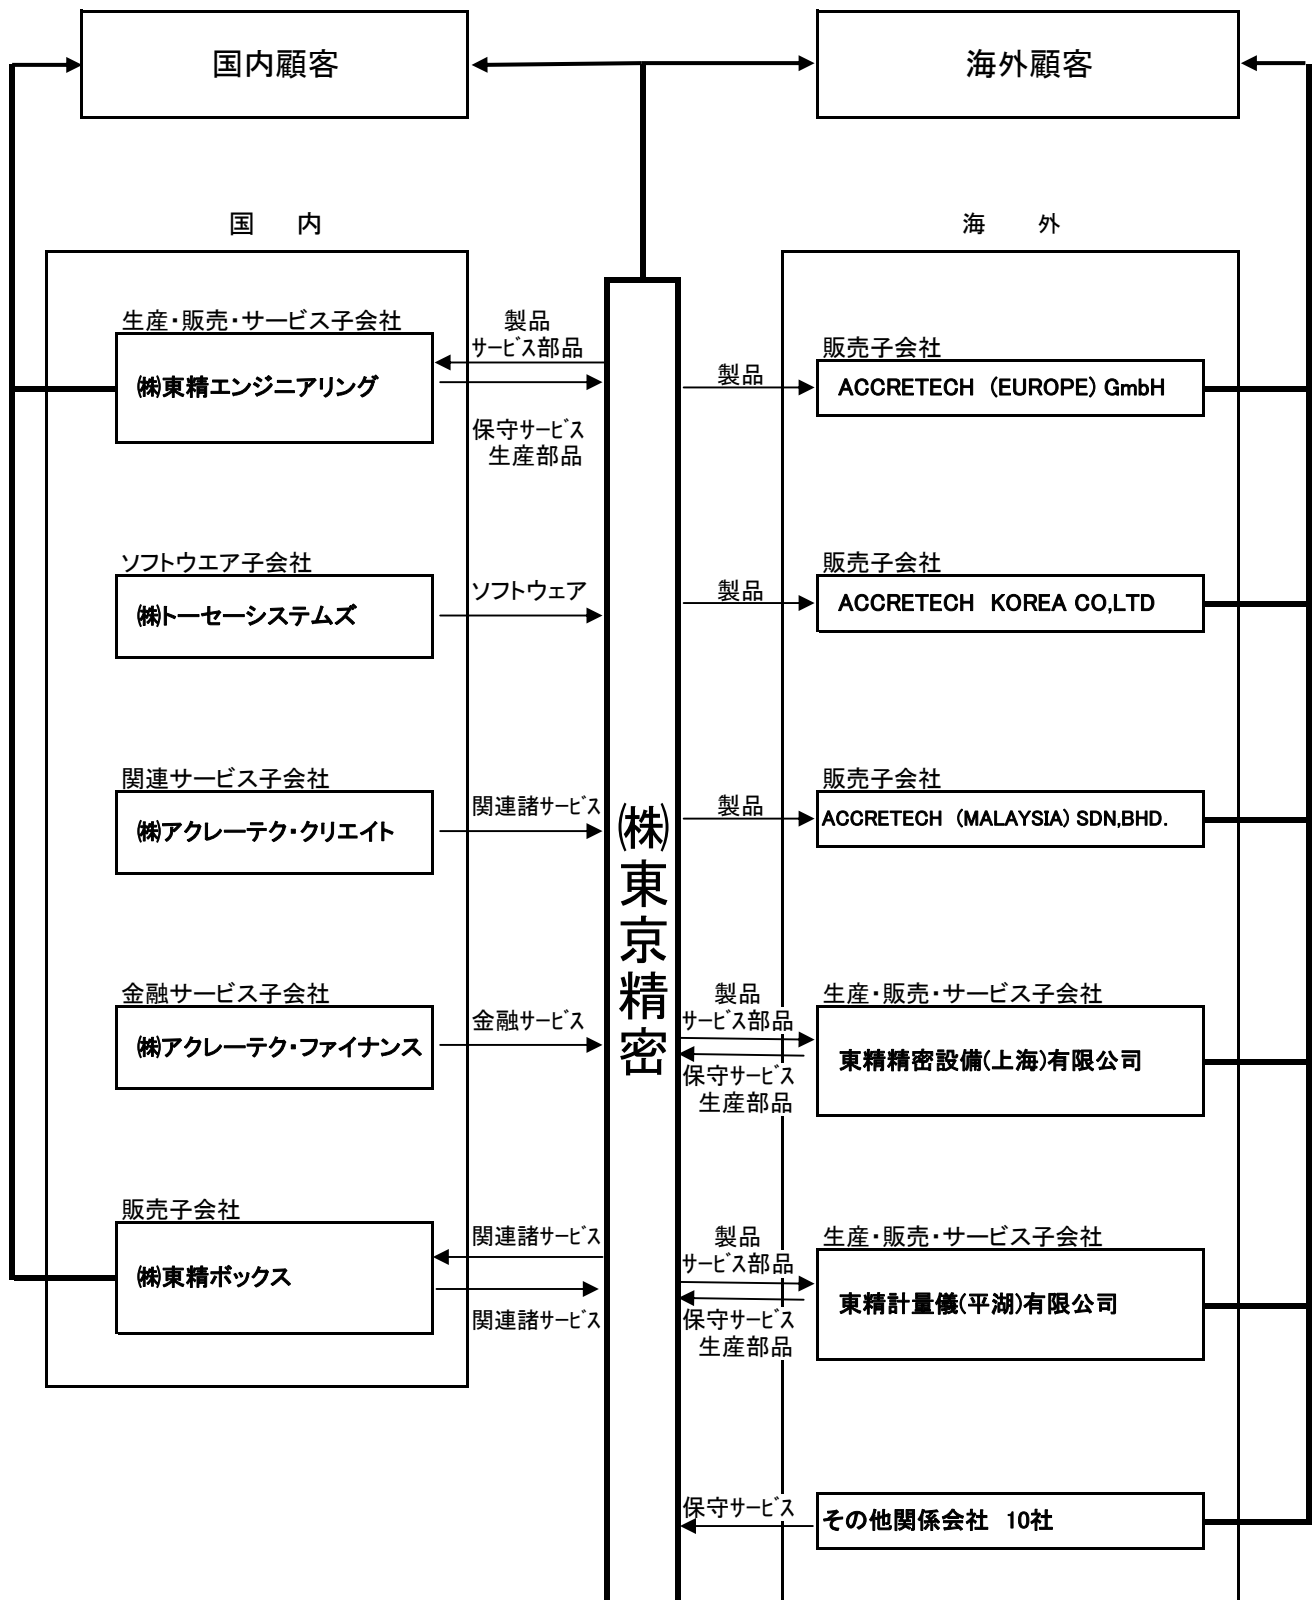 国内顧客
海外顧客
国　内
海　外
生産・販売・サービス子会社
㈱東精エンジニアリング
製品
サービス部品
保守サービス
生産部品
ソフトウエア子会社
㈱トーセーシステムズ
ソフトウェア
関連サービス子会社
㈱アクレーテク・クリエイト
関連諸サービス
金融サービス子会社
㈱アクレーテク・ファイナンス
金融サービス
販売子会社
㈱東精ボックス
関連諸サービス
関連諸サービス
㈱東京精密
製品
販売子会社
ACCRETECH (EUROPE) GmbH
製品
販売子会社
ACCRETECH KOREA CO,LTD
製品
販売子会社
ACCRETECH (MALAYSIA) SDN,BHD.
製品
サービス部品
保守サービス
生産部品
生産・販売・サービス子会社
東精精密設備(上海)有限公司
製品
サービス部品
保守サービス
生産部品
生産・販売・サービス子会社
東精計量儀(平湖)有限公司
保守サービス
その他関係会社 10社